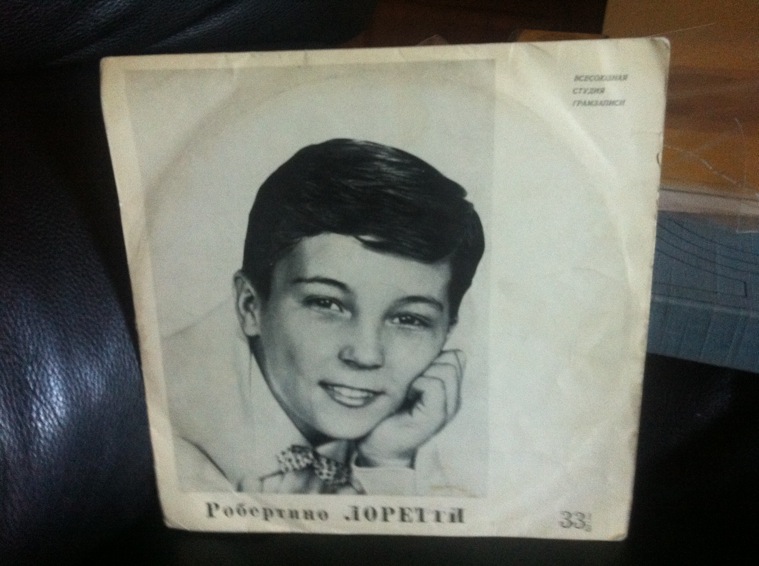 ВСЕСОЮЗНАЯ
СТУДИЯ
ГРАМЗАПИСИ
Робертино ЛОРЕТТИ
33